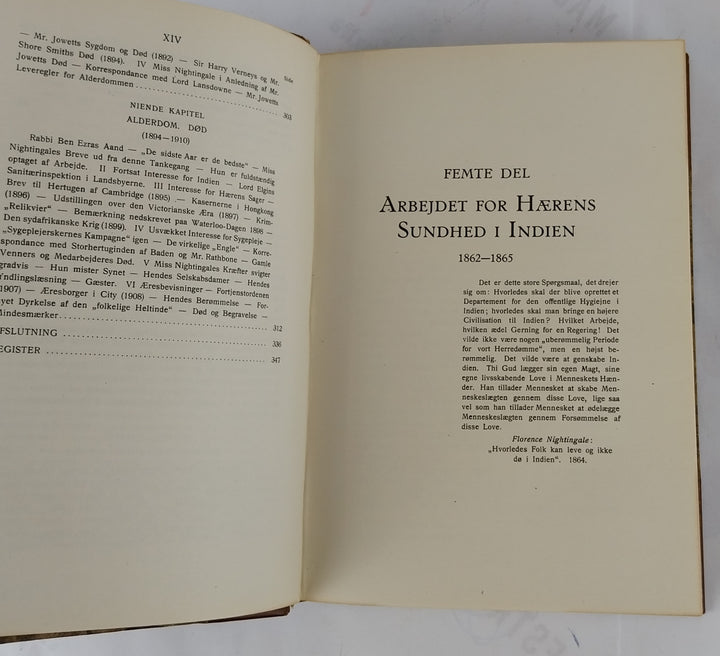 XIV
Side
— Mr. Jowetts Sygdom og Død (1892) — Sir Harry Verneys og Mr.
Shore Smiths Død (1894). IV Miss Nightingale i Anledning af Mr.
Jowetts Død — Korrespondance med Lord Lansdowne — Mr. Jowetts
Leveregler for Alderdommen 303
NIENDE KAPITEL
ALDERDOM. DØD
(1894—1910)
Rabbi Ben Ezras Aand — „De sidste Aar er de bedste“ — Miss
Nightingales Breve ud fra denne Tankegang — Hun er fuldstændig
optaget af Arbejde. II Fortsat Interesse for Indien — Lord Elgins
Sanitærinspektion i Landsbyerne. III Interesse for Hærens Sager —
Brev til Hertugen af Cambridge (1895) — Kasernerne i Hongkong
(1896) — Udstillingen over den Victorianske Æra (1897) — Krim-
„Relikvier“ — Bemærkning nedskrevet paa Waterloo-Dagen 1898 —
Den sydafrikanske Krig (1899). IV Usvækket Interesse for Sygepleje —
„Sygeplejerskernes Kampagne“ igen — De virkelige „Engle“ — Korre-
spondance med Storhertuginden af Baden og Mr. Rathbone — Gamle
Venners og Medarbejderes Død. V Miss Nightingales Kræfter svigter
gradvis — Hun mister Synet — Hendes Selskabsdamer — Hendes
Yndlingslæsning — Gæster. VI Æresbevisninger — Fortjenstordenen
1907) — Æresborger i City (1908) — Hendes Berømmelse — For-
yet Dyrkelse af den „folkelige Heltinde“ — Død og Begravelse —
Mindesmærker 312
FSLUTNING 336
EGISTER 347
FEMTE DEL
ARBEJDET FOR HÆRENS
SUNDHED I INDIEN
1862—1865
Det er dette store Spørgsmaal, det drejer
sig om: Hvorledes skal der blive oprettet et
Departement for den offentlige Hygiejne i
Indien; hvorledes skal man bringe en højere
Civilisation til Indien? Hvilket Arbejde,
hvilken ædel Gerning for en Regering! Det
vilde ikke være nogen „uberømmelig Periode
for vort Herredømme“, men en højst be-
rømmelig. Det vilde være at genskabe In-
dien. Thi Gud lægger sin egen Magt, sine
egne livsskabende Love i Menneskets Hæn-
der. Han tillader Mennesket at skabe Men-
neskeslægten gennem disse Love, lige saa
vel som han tillader Mennesket at ødelægge
Menneskeslægten gennem Forsømmelse af
disse Love.
Florence Nightingale:
„Hvorledes Folk kan leve og ikke
dø i Indien“. 1864.